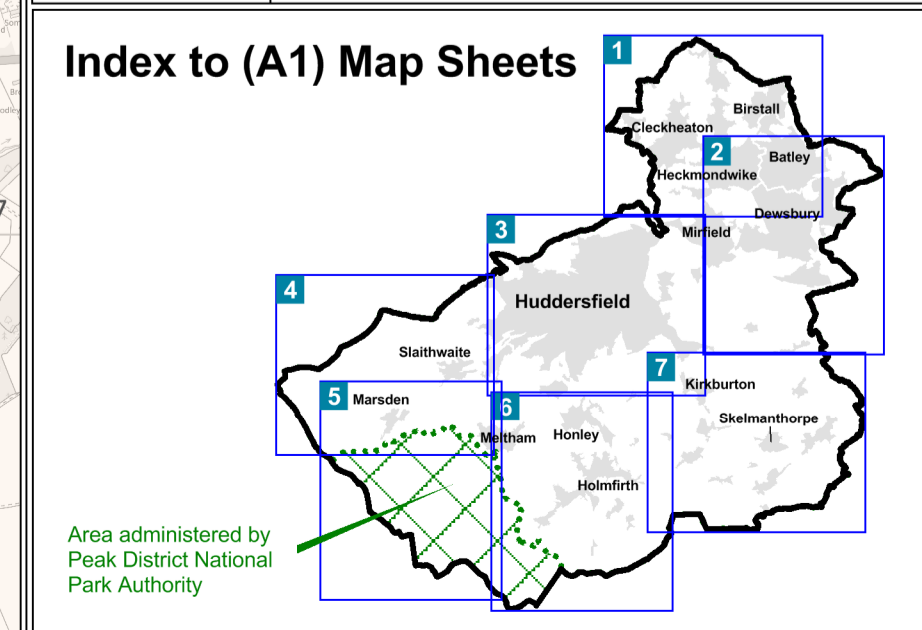 Index to (A1) Map Sheets
1
Birstall
Cleckheaton
2
Batley
Heckmondwike
Dewsbury
3
Mirfield
4
Huddersfield
Slaithwaite
7
Kirkburton
5
Marsden
6
Skelmanthorpe
Meltham
Honley
Holmfirth
Area administered by
Peak District National
Park Authority
7